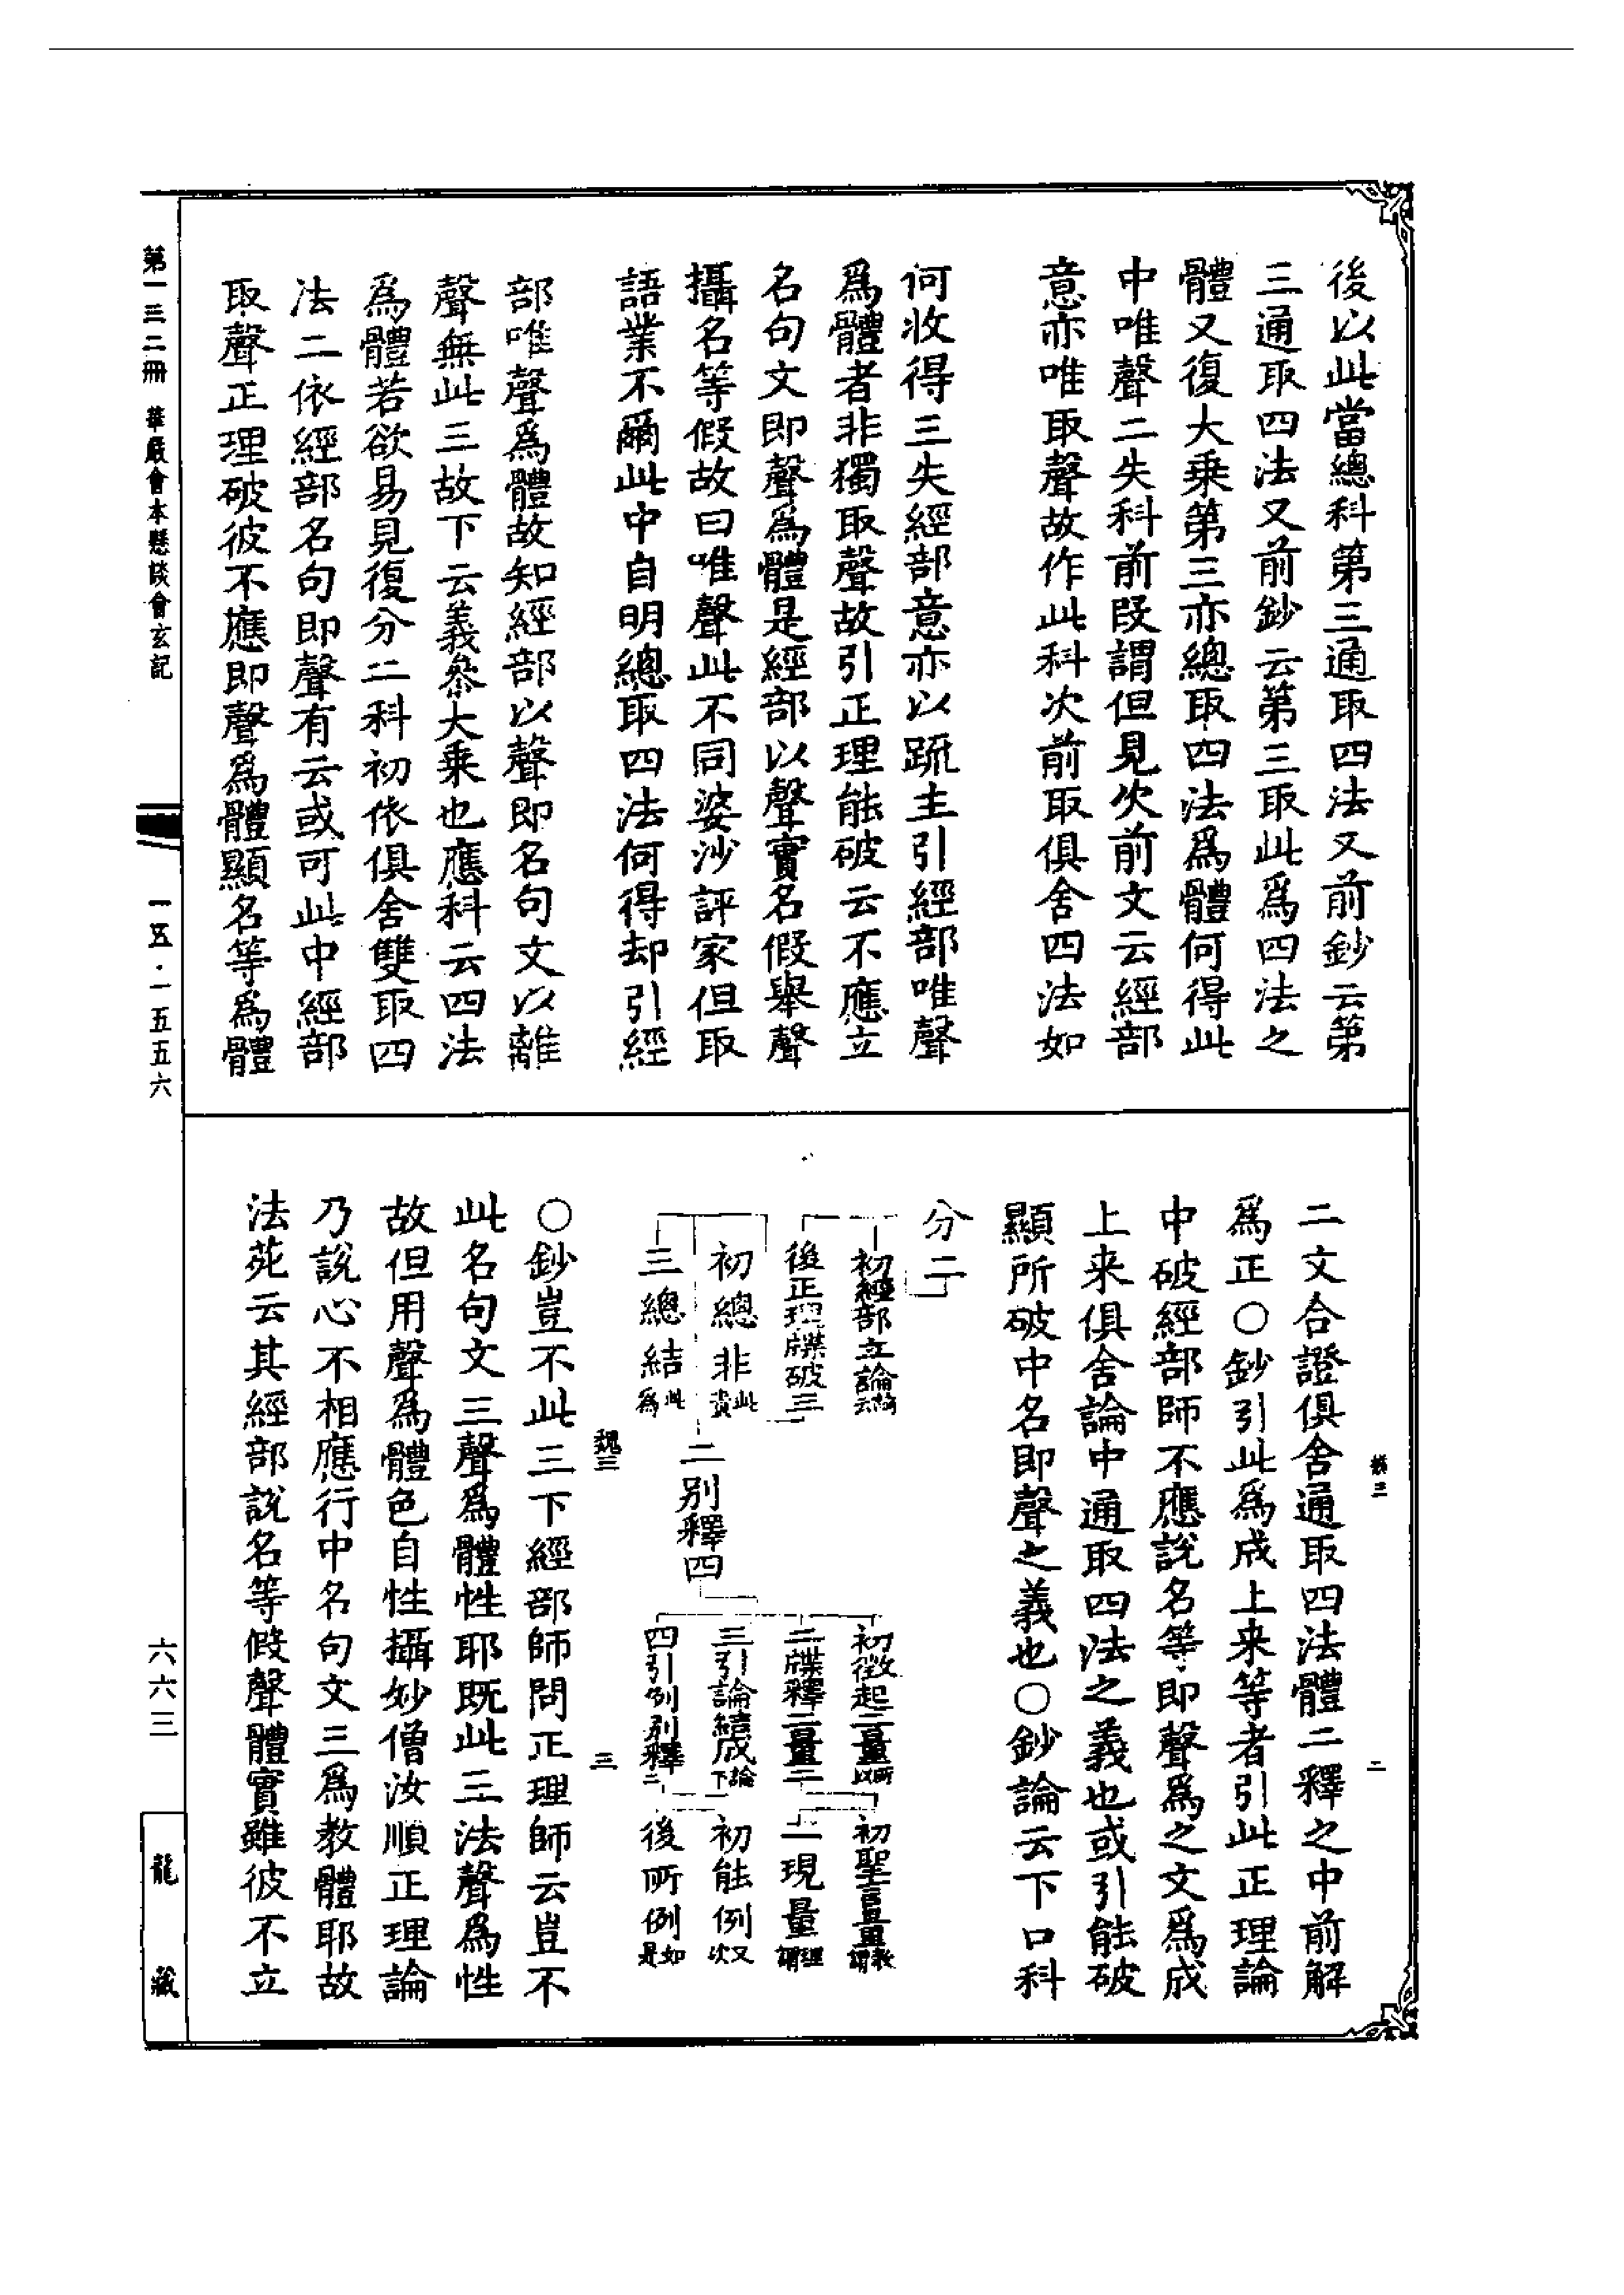 後以此當總科第三通取四法又前鈔云第
三通取四法又前鈔云第三取此爲四法之
體又復大乗第三亦總取四法爲體何得此
中唯聲二失科前段謂但見次前文云經部
意亦唯取聲故作此科次前取俱舍四法如
何收得三失經部意亦以䟽主引經部唯聲
爲體者非獨取聲故引正理能破云不應立
名句文即聲爲體是經部以聲實名假舉聲
攝名等假故曰唯聲此不同婆沙評家但取
語業不爾此中自明總取四法何得却引經
部唯聲爲體故知經部以聲即名句文以離
聲無此三故下云義叅大乗也應科云四法
爲體若欲易見復分二科初依俱舍雙取四
法二依經部名句即聲有云或可此中經部
取聲正理破彼不應即聲爲體顯名等爲體
第一三二冊 華嚴會本懸談會玄記 一五·一五五六
二文合證俱舍通取四法體二釋之中前解
爲正○鈔引此爲成上来等者引此正理論
中破經部師不應說名等即聲爲之文爲成
上来俱舍論中通取四法之義也或引能破
顯所破中名即聲之義也○鈔論云下口科
分二
初經部立論
後正理牒破三
初總非此責
二別釋四
三總結此爲
初徵起二量所以
二牒釋二量二
三引論結成論下
四引例別釋二
初聖言量教謂
二現量理謂
初能例又次
後所例如是
魏三 三
○鈔豈不此三下經部師問正理師云豈不
此名句文三聲爲體性耶既此三法聲爲性
故但用聲爲體色自性攝妙僧汝順正理論
乃說心不相應行中名句文三爲教體耶故
法苑云其經部說名等假聲體實雖彼不立
六六三
龍藏